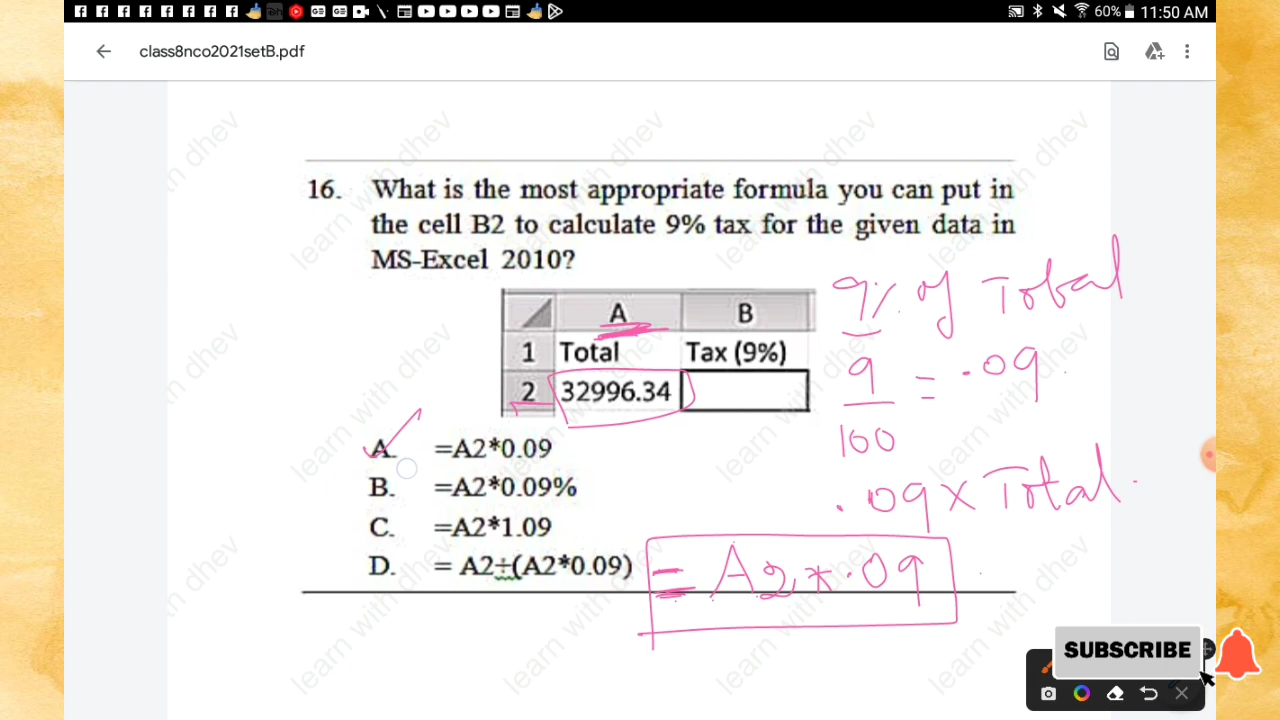 60% 11:50 AM
class8nco2021setB.pdf
16. What is the most appropriate formula you can put in
the cell B2 to calculate 9% tax for the given data in
MS-Excel 2010?
A B
1 Total Tax (9%)
2 32996.34
A. =A2*0.09
B. =A2*0.09%
C. =A2*1.09
D. = A2÷(A2*0.09)
9% of Total
9/100 = .09
.09 x Total.
= A2*.09
SUBSCRIBE
learn with dhev